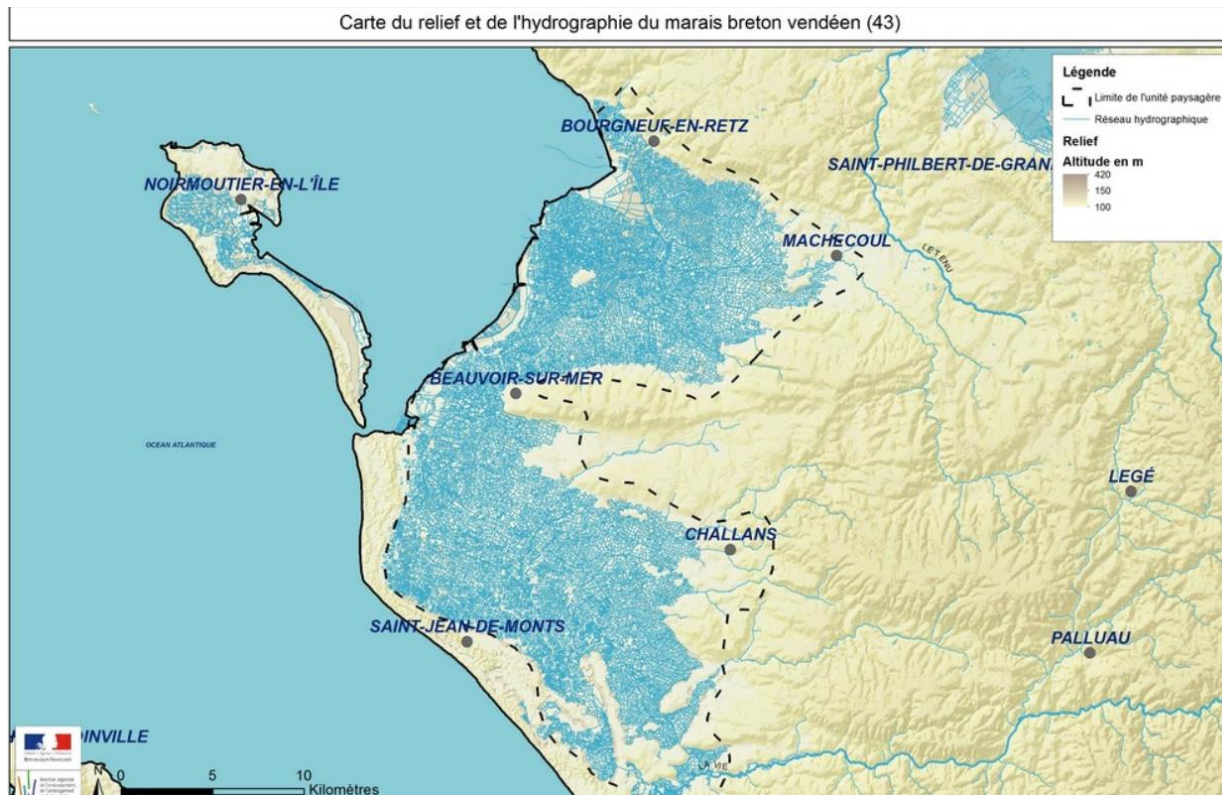 Carte du relief et de l'hydrographie du marais breton vendéen (43)
Légende
Limite de l'unité paysagère
Réseau hydrographique
Relief
Altitude en m
420
150
100
BOURGNEUF-EN-RETZ
SAINT-PHILBERT-DE-GRAN
NOIRMOUTIER-EN-L'ÎLE
MACHECOUL
LE TENU
BEAUVOIR-SUR-MER
OCEAN ATLANTIQUE
LEGÉ
CHALLANS
SAINT-JEAN-DE-MONTS
PALLUAU
OINVILLE
LA VIE
N
0 5 10
Kilomètres